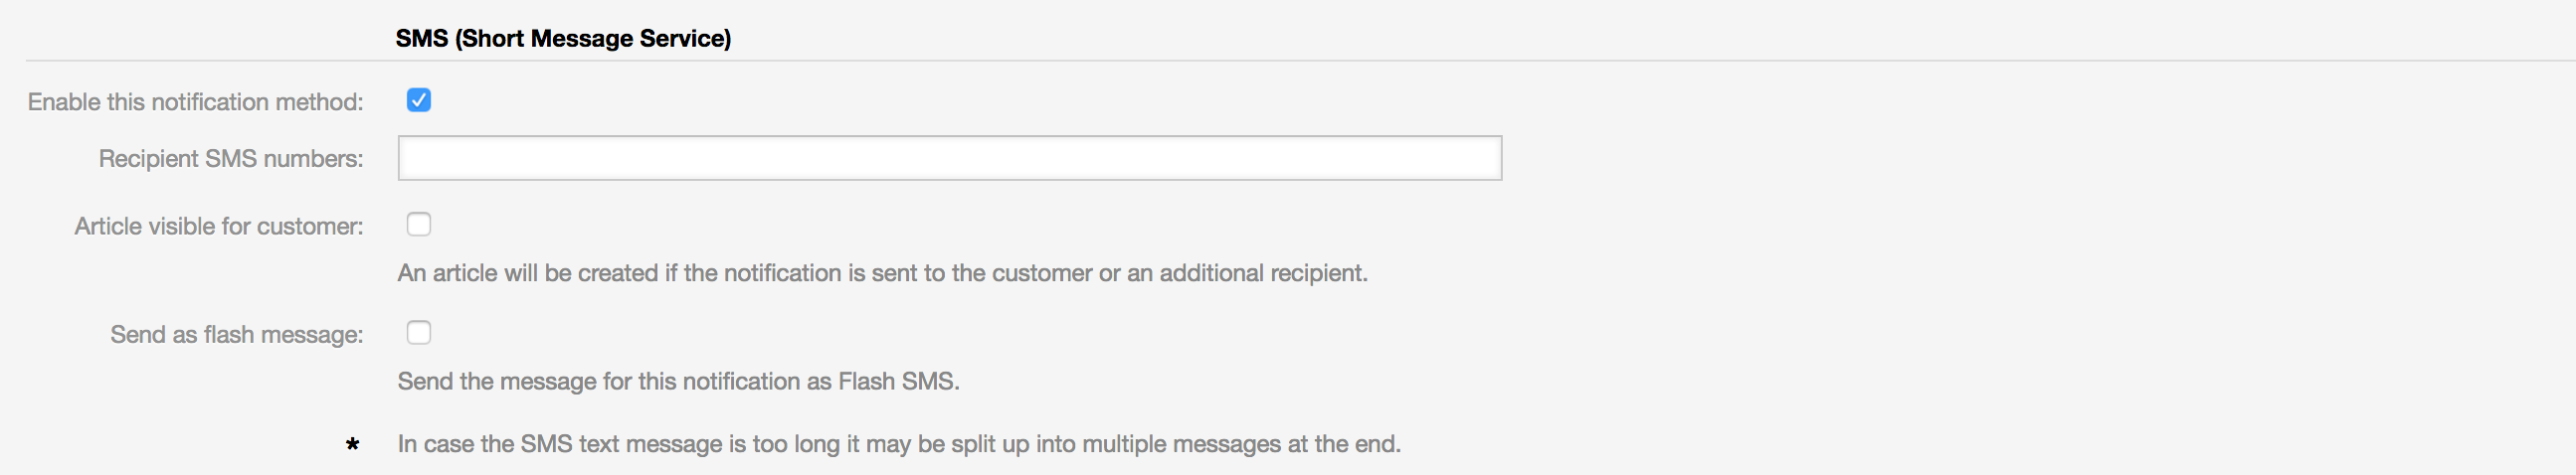 SMS (Short Message Service)
Enable this notification method:
Recipient SMS numbers:
Article visible for customer:
An article will be created if the notification is sent to the customer or an additional recipient.
Send as flash message:
Send the message for this notification as Flash SMS.
* In case the SMS text message is too long it may be split up into multiple messages at the end.